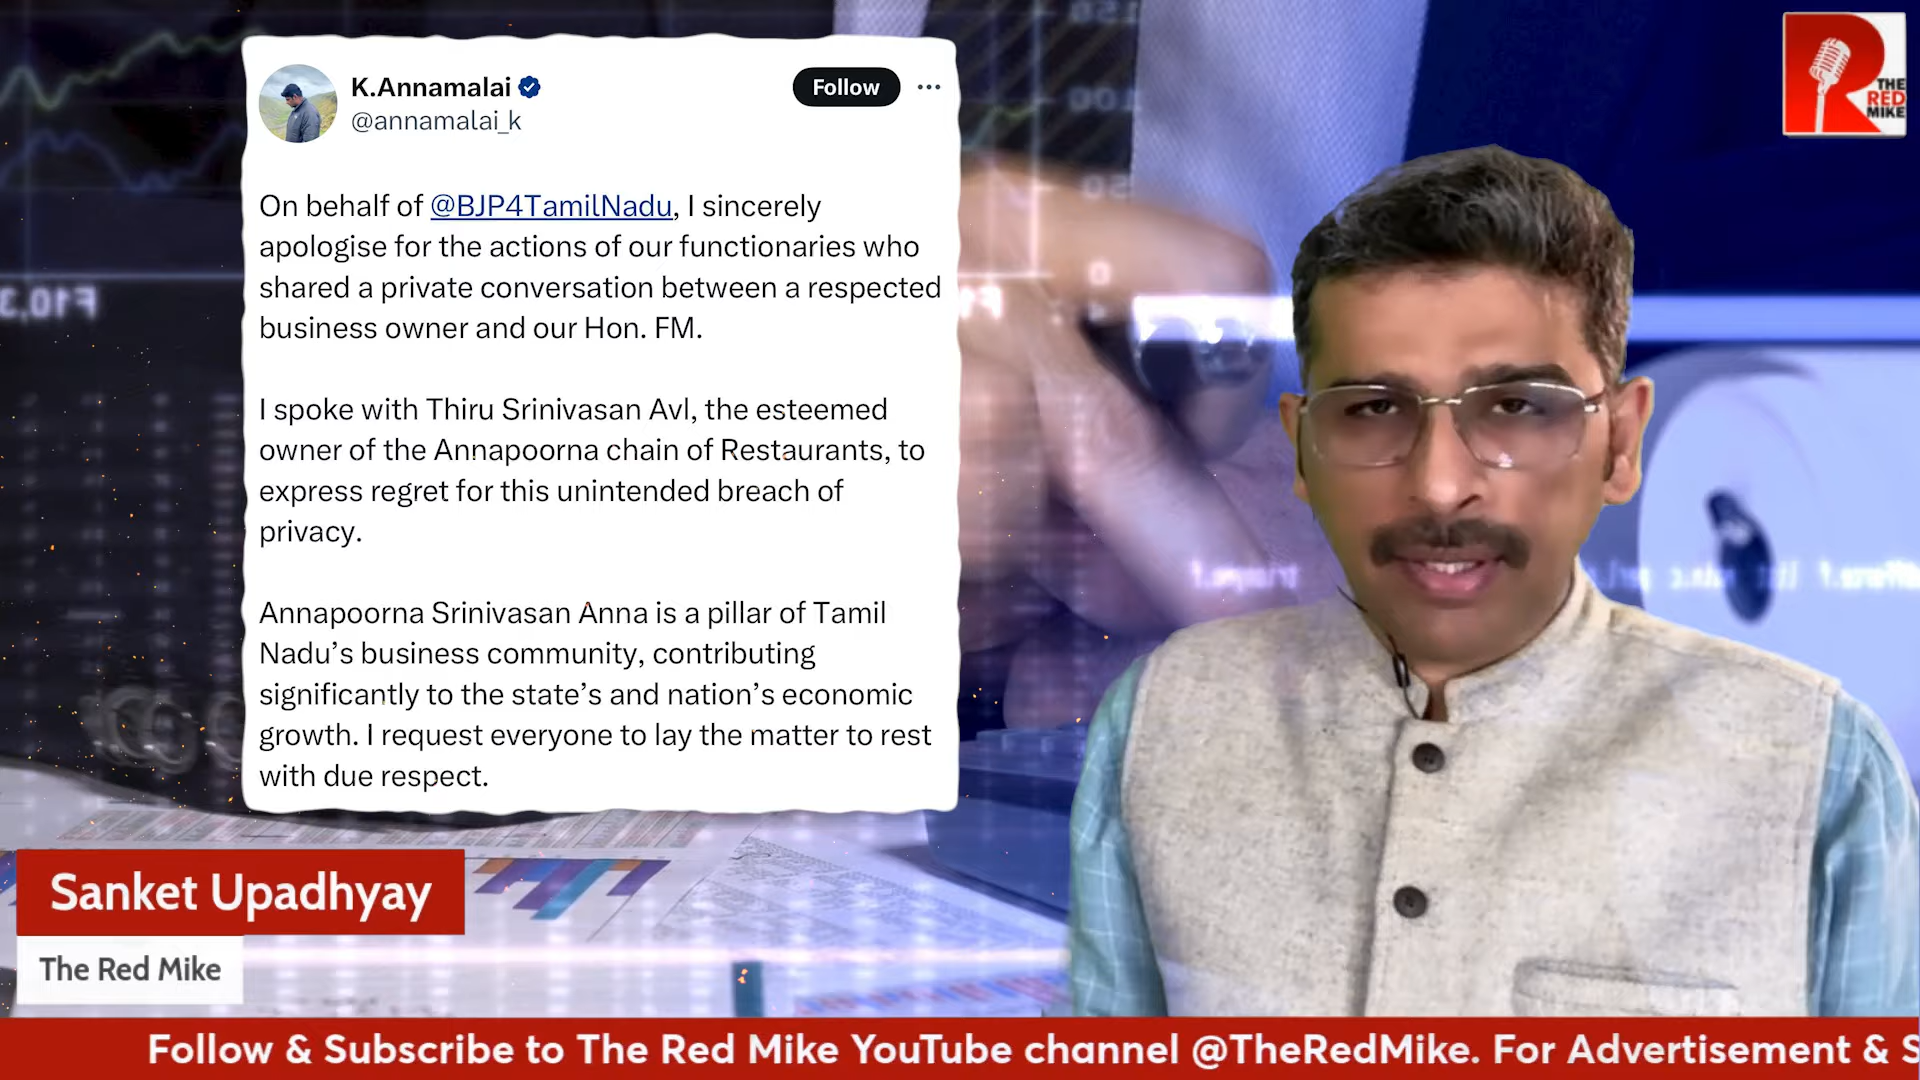 K.Annamalai
@annamalai_k
Follow
On behalf of @BJP4TamilNadu, I sincerely
apologise for the actions of our functionaries who
shared a private conversation between a respected
business owner and our Hon. FM.
I spoke with Thiru Srinivasan Avl, the esteemed
owner of the Annapoorna chain of Restaurants, to
express regret for this unintended breach of
privacy.
Annapoorna Srinivasan Anna is a pillar of Tamil
Nadu’s business community, contributing
significantly to the state’s and nation’s economic
growth. I request everyone to lay the matter to rest
with due respect.
THE
RED
MIKE
150
100
50
0
Sanket Upadhyay
The Red Mike
Follow & Subscribe to The Red Mike YouTube channel @TheRedMike. For Advertisement & S